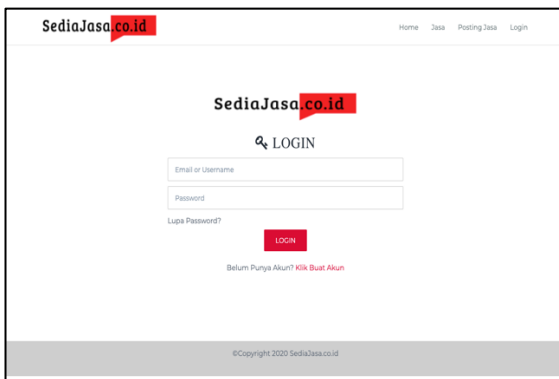 SediaJasa.co.id
Home Jasa Posting Jasa Login
SediaJasa.co.id
LOGIN
Email or Username
Password
Lupa Password?
LOGIN
Belum Punya Akun? Klik Buat Akun
©Copyright 2020 SediaJasa.co.id